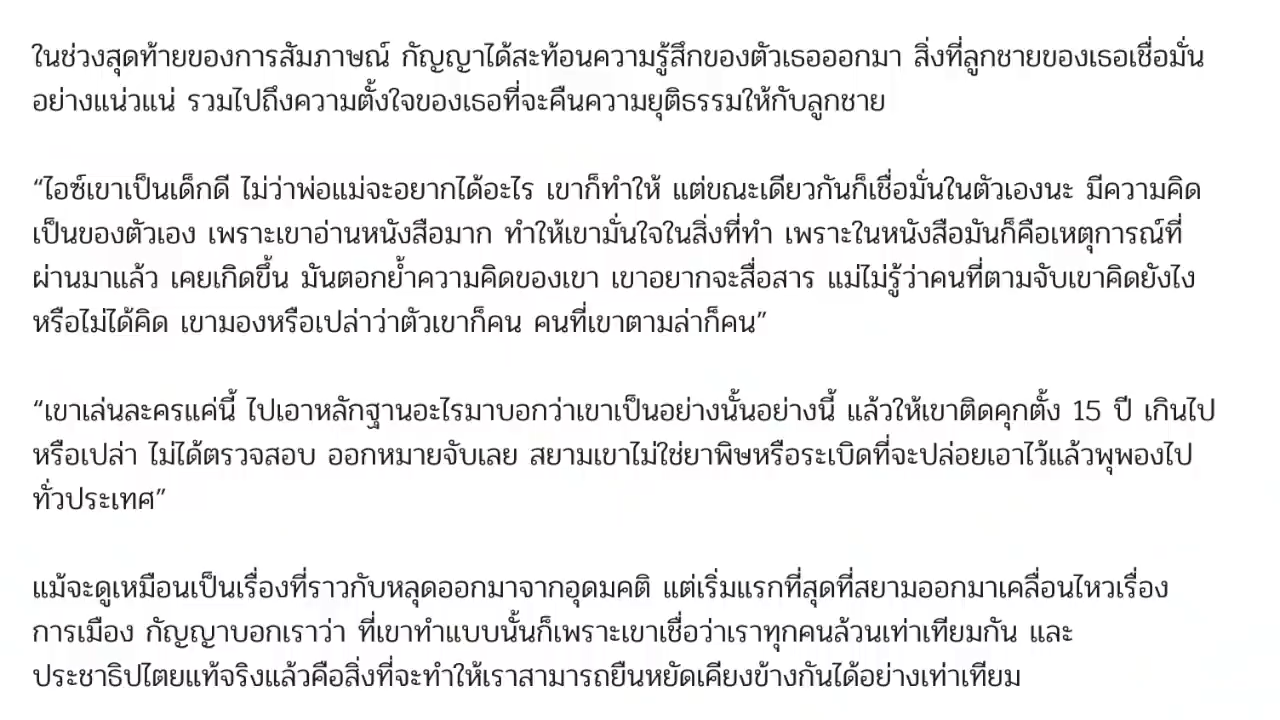 ในช่วงสุดท้ายของการสัมภาษณ์ กัญญาได้สะท้อนความรู้สึกของตัวเธอออกมา สิ่งที่ลูกชายของเธอเชื่อมั่น
อย่างแน่วแน่ รวมไปถึงความตั้งใจของเธอที่จะคืนความยุติธรรมให้กับลูกชาย
“ไอซ์เขาเป็นเด็กดี ไม่ว่าพ่อแม่จะอยากได้อะไร เขาก็ทำให้ แต่ขณะเดียวกันก็เชื่อมั่นในตัวเองนะ มีความคิด
เป็นของตัวเอง เพราะเขาอ่านหนังสือมาก ทำให้เขามั่นใจในสิ่งที่ทำ เพราะในหนังสือมันก็คือเหตุการณ์ที่
ผ่านมาแล้ว เคยเกิดขึ้น มันตอกย้ำความคิดของเขา เขาอยากจะสื่อสาร แม่ไม่รู้ว่าคนที่ตามจับเขาคิดยังไง
หรือไม่ได้คิด เขามองหรือเปล่าว่าตัวเขาก็คน คนที่เขาตามล่าก็คน”
“เขาเล่นละครแค่นี้ ไปเอาหลักฐานอะไรมาบอกว่าเขาเป็นอย่างนั้นอย่างนี้ แล้วให้เขาติดคุกตั้ง 15 ปี เกินไป
หรือเปล่า ไม่ได้ตรวจสอบ ออกหมายจับเลย สยามเขาไม่ใช่ยาพิษหรือระเบิดที่จะปล่อยเอาไว้แล้วพุพองไป
ทั่วประเทศ”
แม้จะดูเหมือนเป็นเรื่องที่ราวกับหลุดออกมาจากอุดมคติ แต่เริ่มแรกที่สุดที่สยามออกมาเคลื่อนไหวเรื่อง
การเมือง กัญญาบอกเราว่า ที่เขาทำแบบนั้นก็เพราะเขาเชื่อว่าเราทุกคนล้วนเท่าเทียมกัน และ
ประชาธิปไตยแท้จริงแล้วคือสิ่งที่จะทำให้เราสามารถยืนหยัดเคียงข้างกันได้อย่างเท่าเทียม